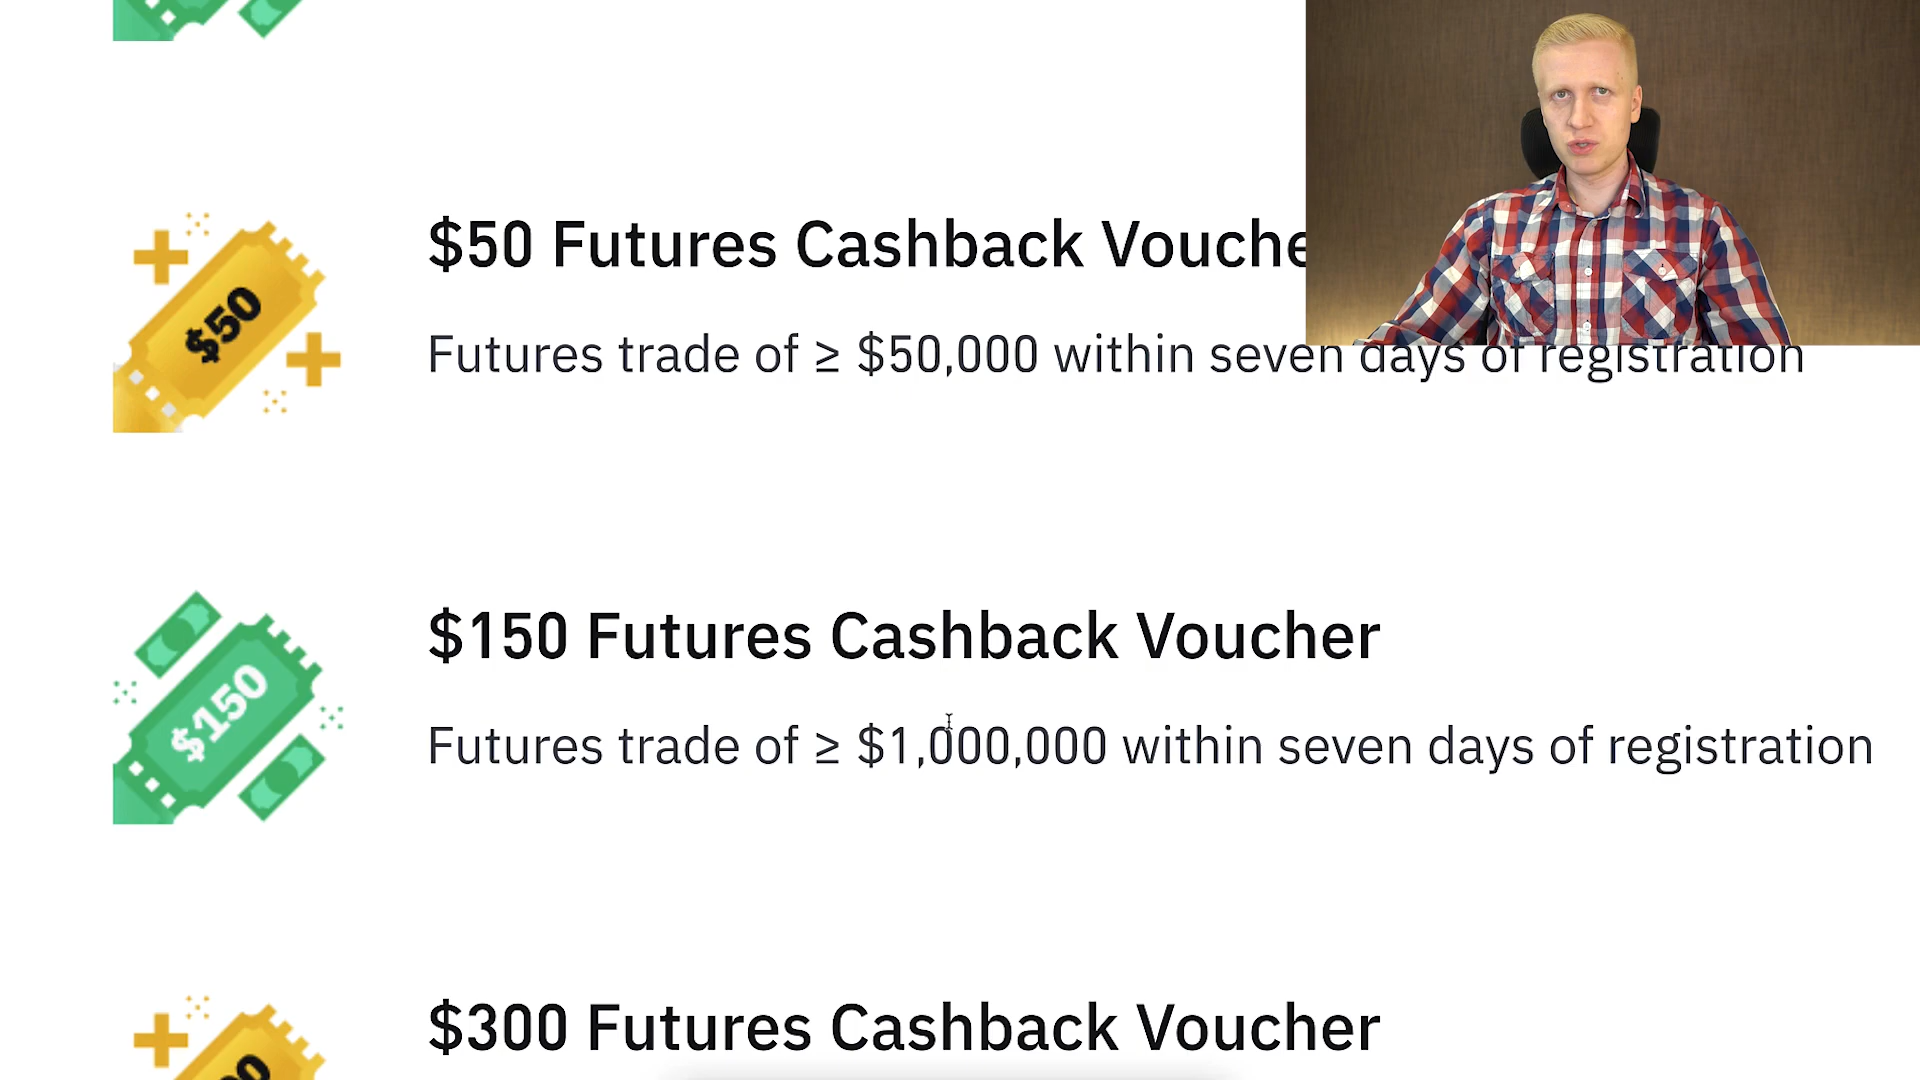 $50 Futures Cashback Vouche
$50
Futures trade of ≥ $50,000 within seven days of registration
$150 Futures Cashback Voucher
$150
Futures trade of ≥ $1,000,000 within seven days of registration
$300 Futures Cashback Voucher